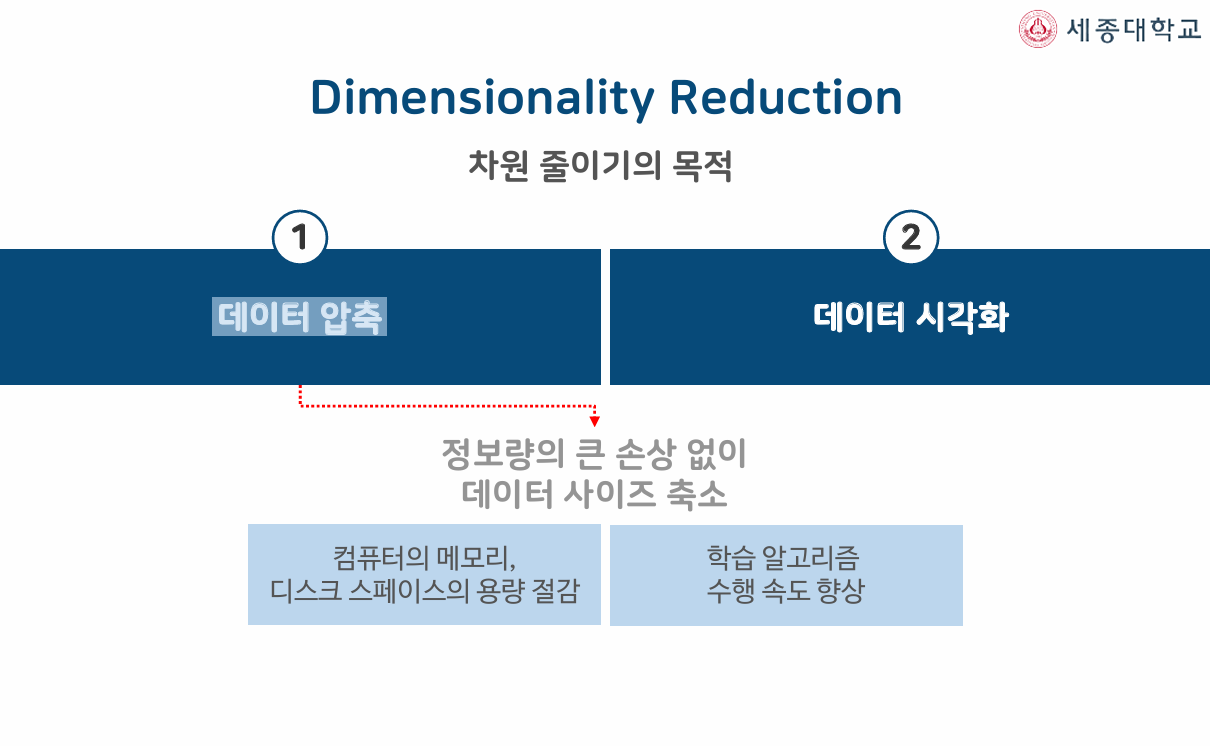 세종대학교
Dimensionality Reduction
차원 줄이기의 목적
1
데이터 압축
2
데이터 시각화
정보량의 큰 손상 없이
데이터 사이즈 축소
컴퓨터의 메모리,
디스크 스페이스의 용량 절감
학습 알고리즘
수행 속도 향상